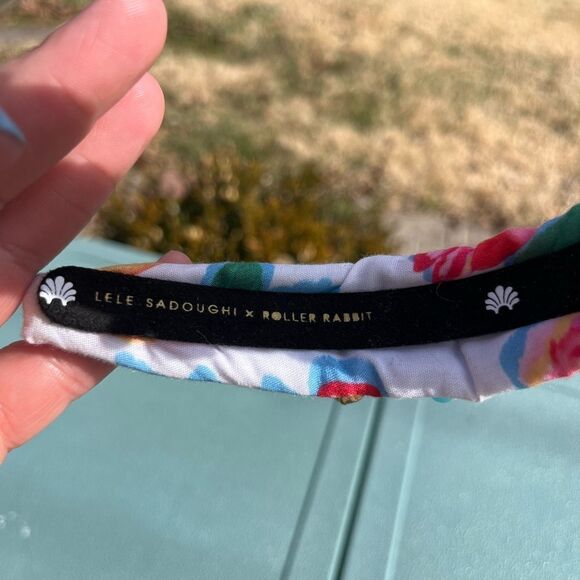 LELE SADOUGHI × ROLLER RABBIT